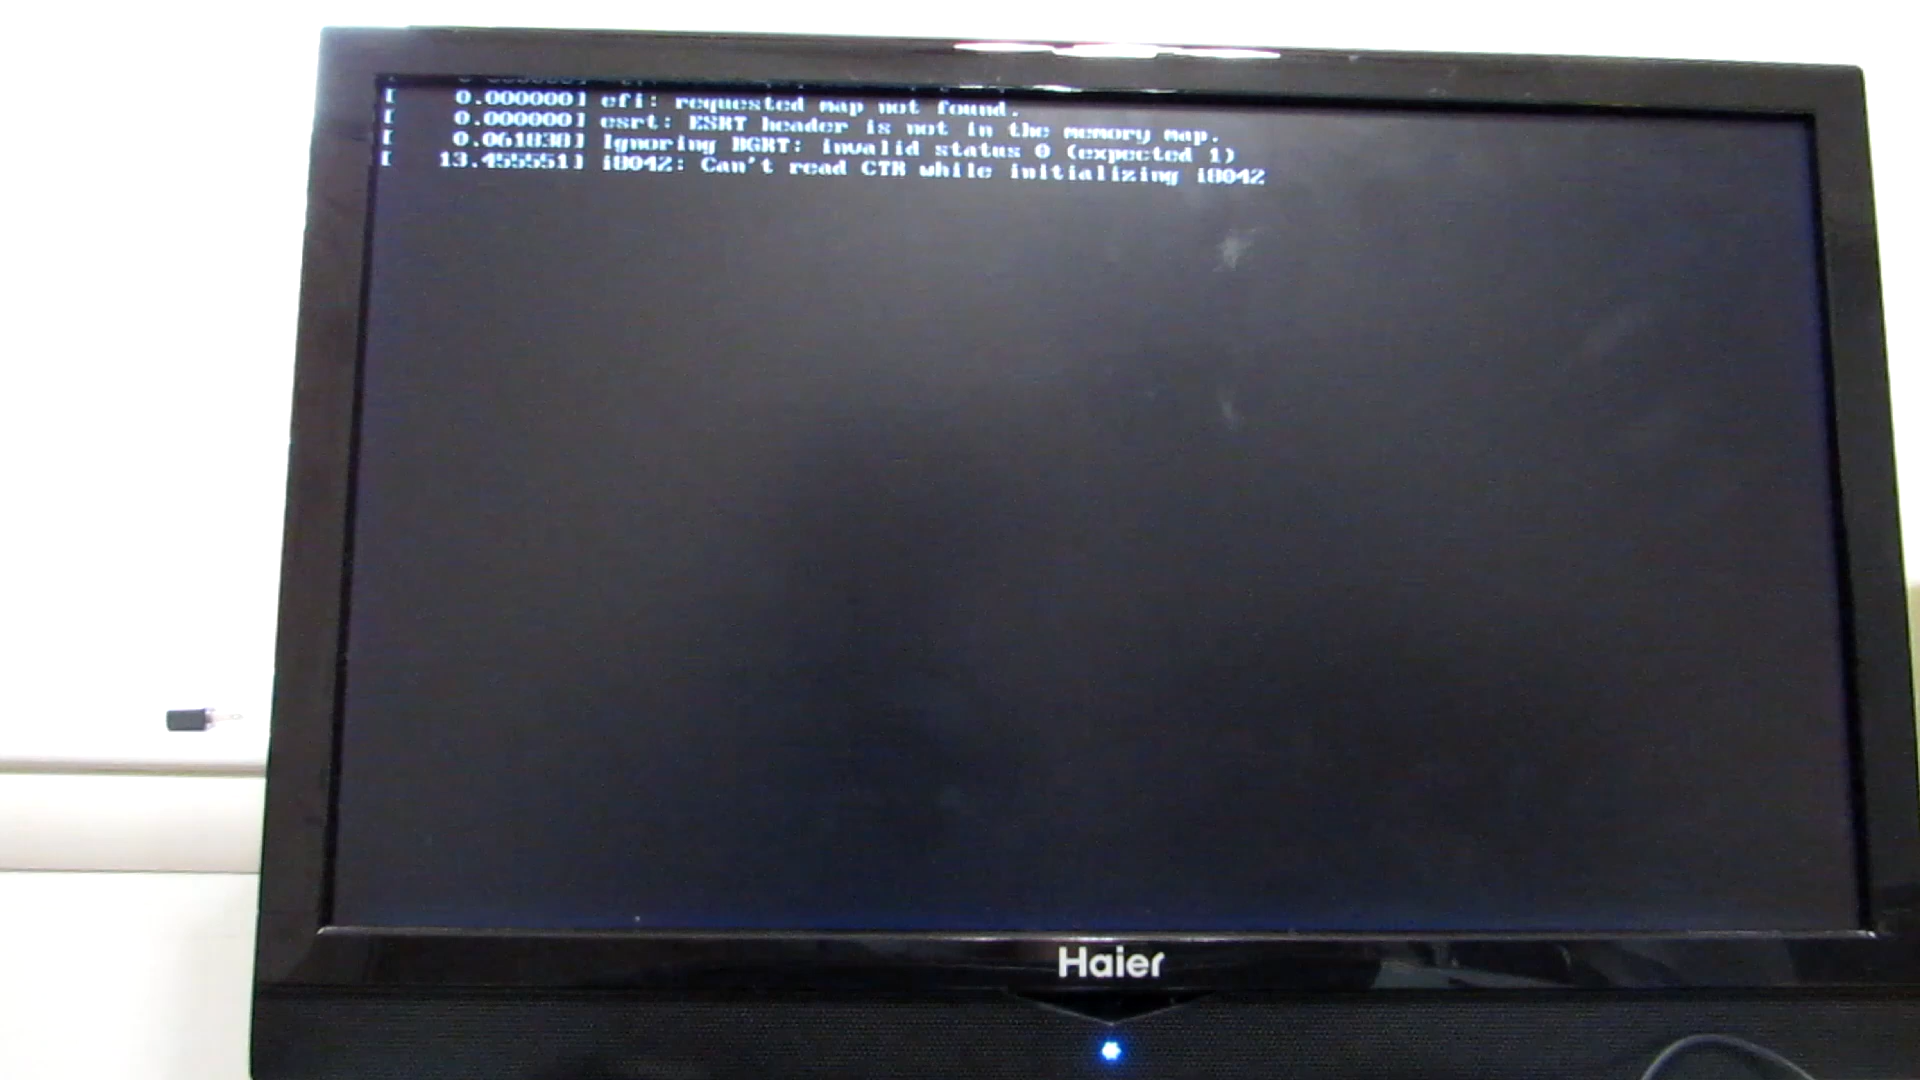 [    0.000000] efi: requested map not found.
[    0.000000] esrt: ESRT header is not in the memory map.
[    0.061838] Ignoring BGRT: invalid status 0 (expected 1)
[   13.455551] i8042: Can't read CTR while initializing i8042
Haier